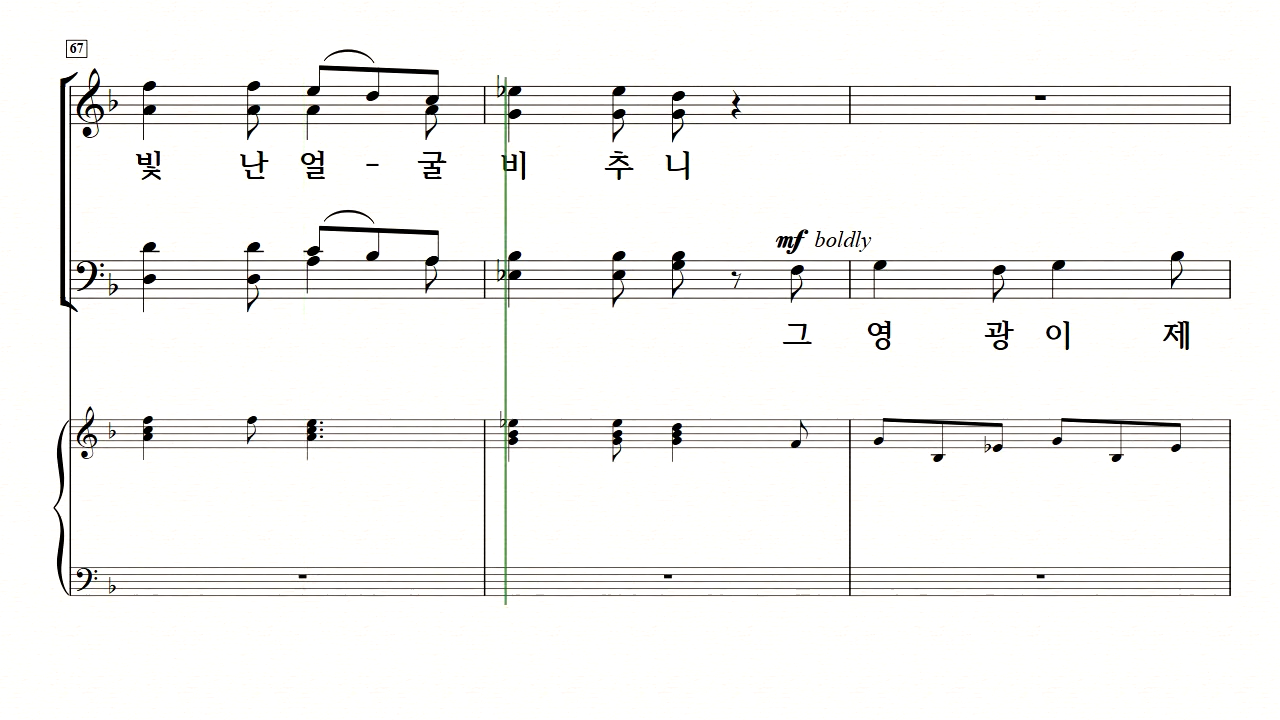 67
빛 난 얼 - 굴 비 추 니
mf boldly
그 영 광 이 제